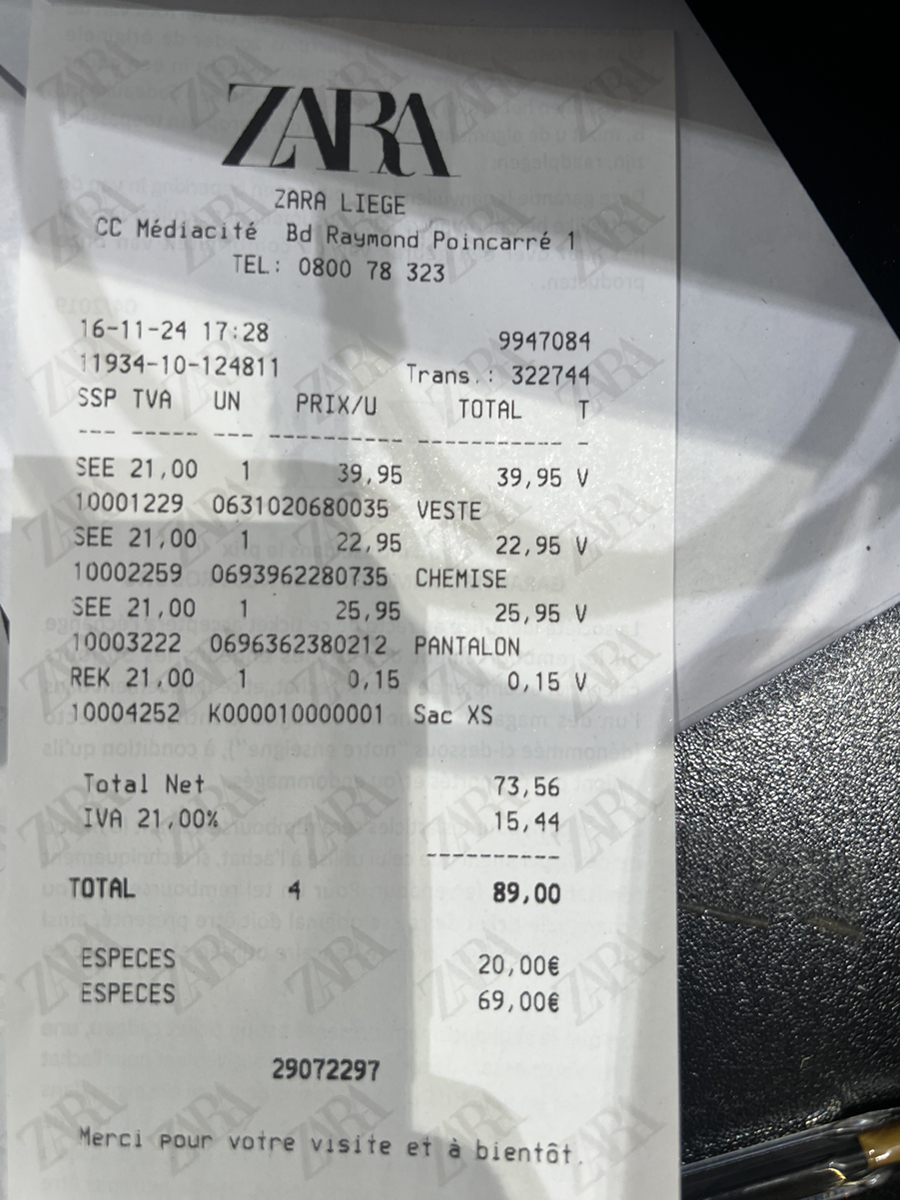 ZARA
ZARA LIEGE
CC Médiacité Bd Raymond Poincarré 1
TEL: 0800 78 323
16-11-24 17:28 9947084
11934-10-124811 Trans.: 322744
SSP TVA UN PRIX/U TOTAL T
--- ----- --- ---------- ----------- -
SEE 21,00 1 39,95 39,95 V
10001229 0631020680035 VESTE
SEE 21,00 1 22,95 22,95 V
10002259 0693962280735 CHEMISE
SEE 21,00 1 25,95 25,95 V
10003222 0696362380212 PANTALON
REK 21,00 1 0,15 0,15 V
10004252 K000010000001 Sac XS
Total Net 73,56
IVA 21,00% 15,44
----------
TOTAL 4 89,00
ESPECES 20,00€
ESPECES 69,00€
29072297
Merci pour votre visite et à bientôt.